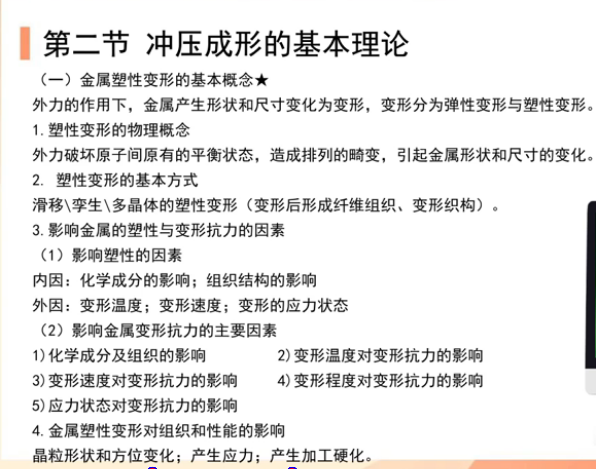 第二节 冲压成形的基本理论
（一）金属塑性变形的基本概念★
外力的作用下，金属产生形状和尺寸变化为变形，变形分为弹性变形与塑性变形。
1.塑性变形的物理概念
外力破坏原子间原有的平衡状态，造成排列的畸变，引起金属形状和尺寸的变化。
2. 塑性变形的基本方式
滑移\孪生\多晶体的塑性变形（变形后形成纤维组织、变形织构）。
3.影响金属的塑性与变形抗力的因素
（1）影响塑性的因素
内因：化学成分的影响；组织结构的影响
外因：变形温度；变形速度；变形的应力状态
（2）影响金属变形抗力的主要因素
1)化学成分及组织的影响 2)变形温度对变形抗力的影响
3)变形速度对变形抗力的影响 4)变形程度对变形抗力的影响
5)应力状态对变形抗力的影响
4.金属塑性变形对组织和性能的影响
晶粒形状和方位变化；产生应力；产生加工硬化。